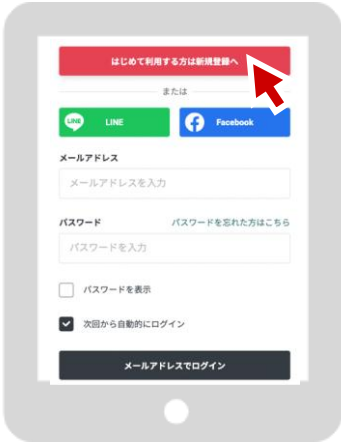 はじめて利用する方は新規登録へ
または
LINE LINE
Facebook
メールアドレス
メールアドレスを入力
パスワード パスワードを忘れた方はこちら
パスワードを入力
パスワードを表示
次回から自動的にログイン
メールアドレスでログイン